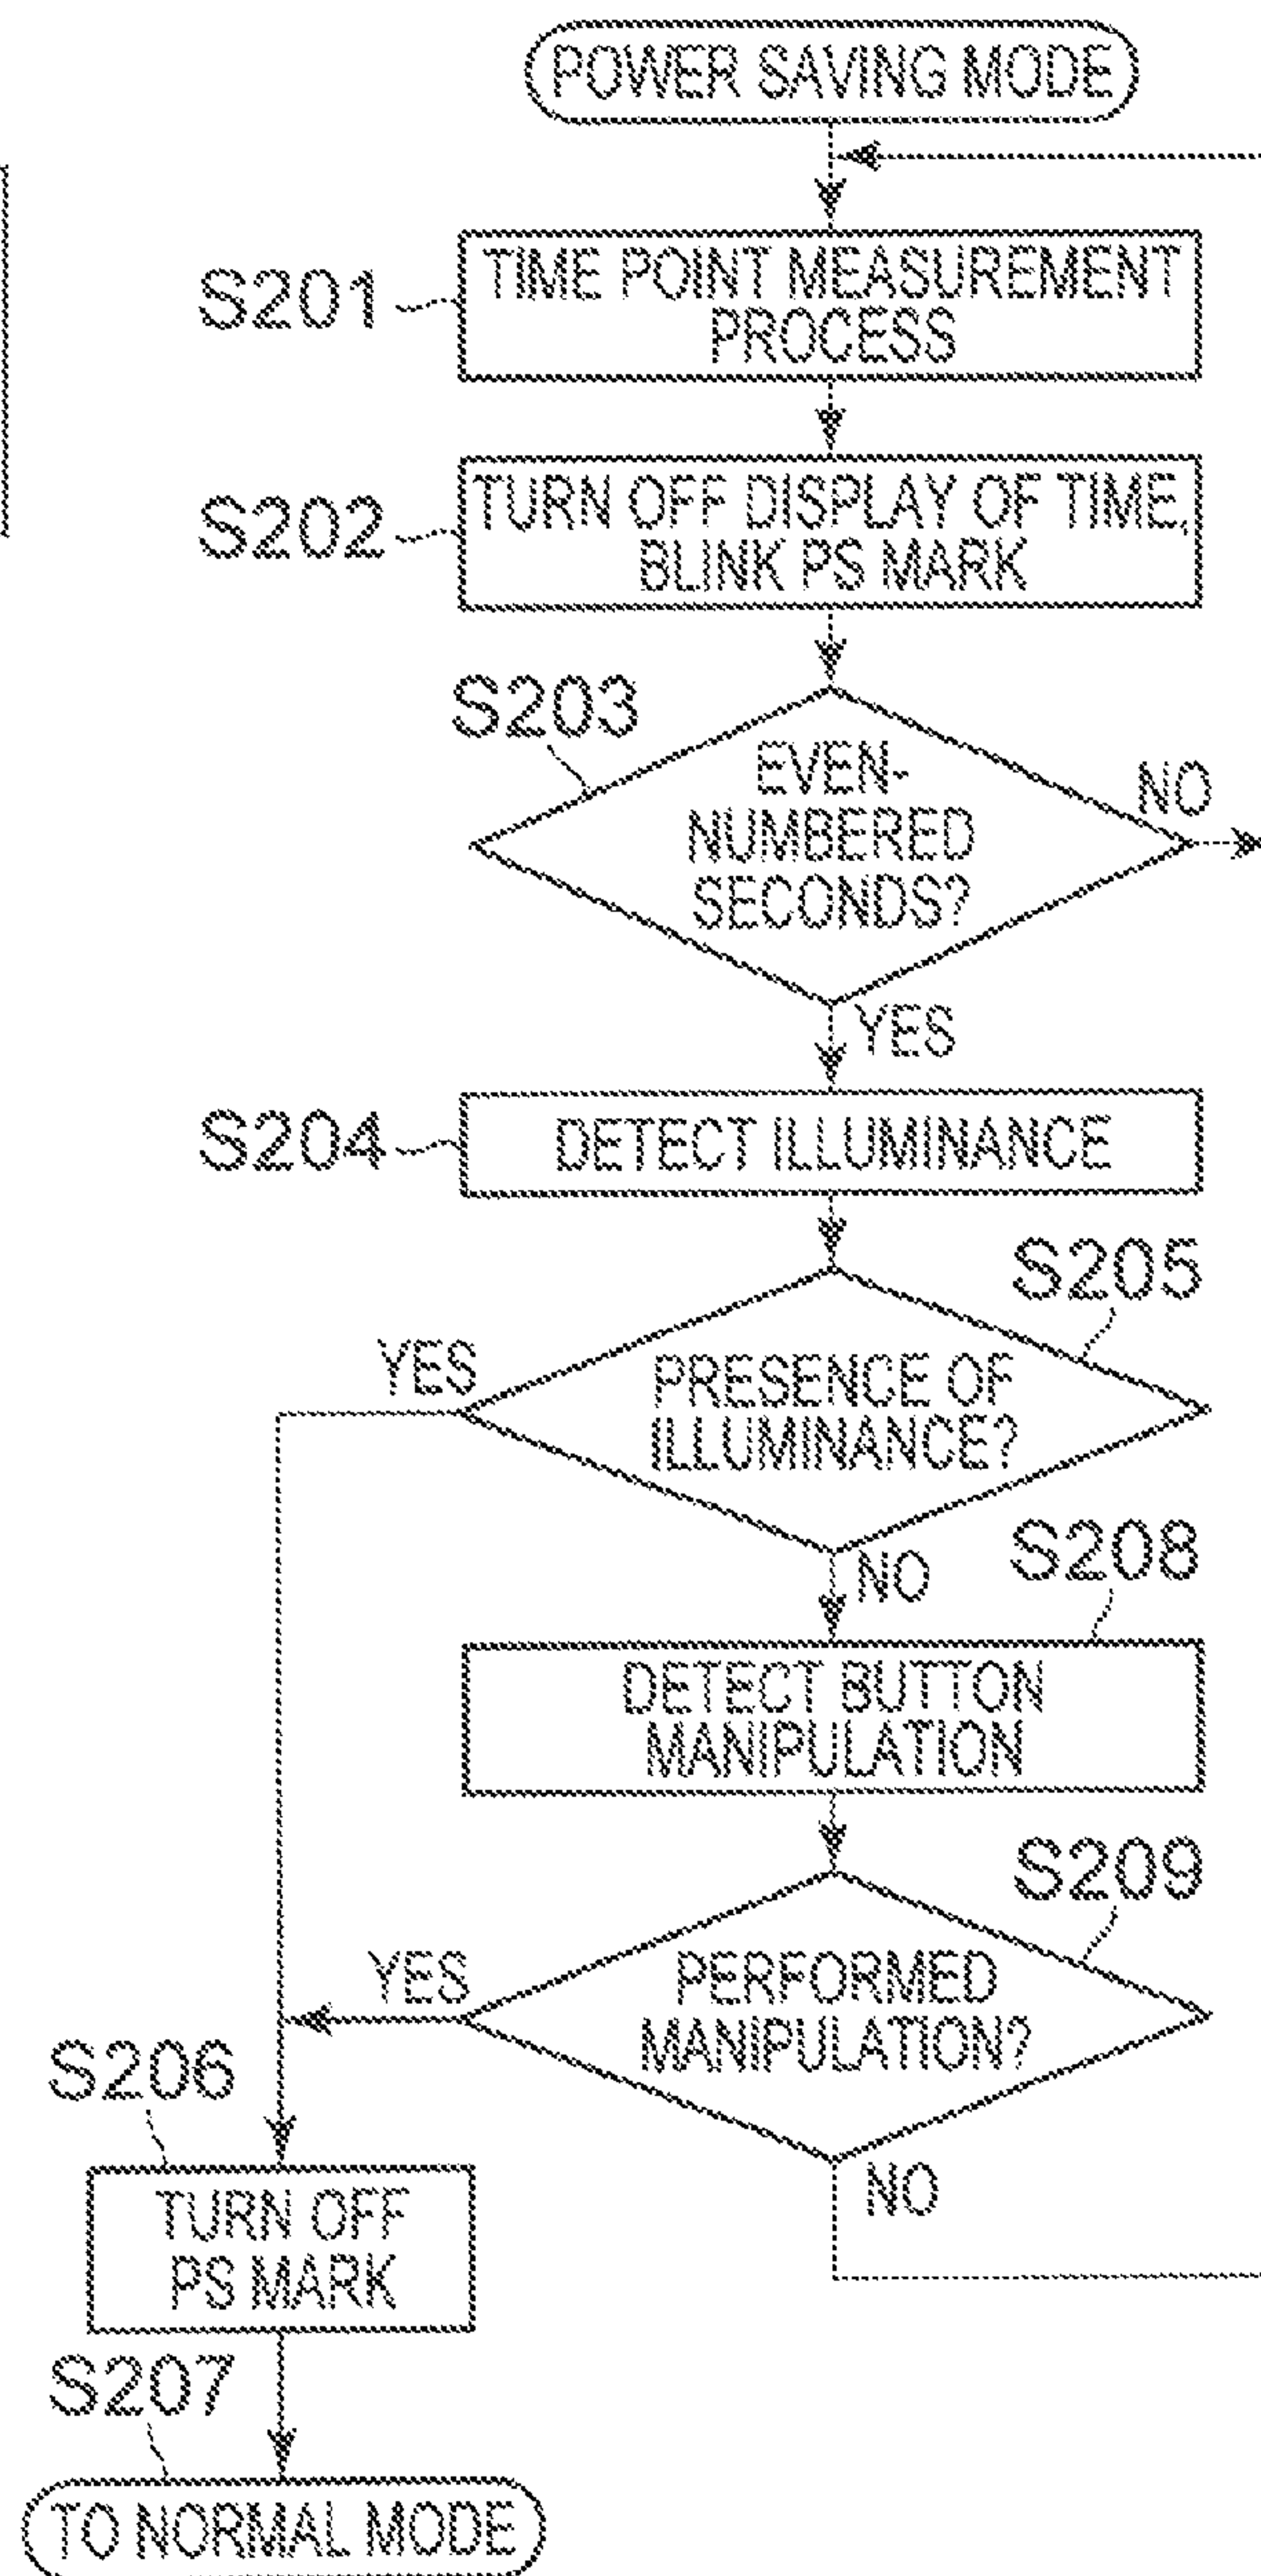 POWER SAVING MODE
S201
TIME POINT MEASUREMENT
PROCESS
S202
TURN OFF DISPLAY OF TIME,
BLINK PS MARK
S203
EVEN-
NUMBERED
SECONDS?
NO
YES
S204
DETECT ILLUMINANCE
S205
YES
PRESENCE OF
ILLUMINANCE?
NO
S208
DETECT BUTTON
MANIPULATION
S209
YES
PERFORMED
MANIPULATION?
NO
S206
TURN OFF
PS MARK
S207
TO NORMAL MODE